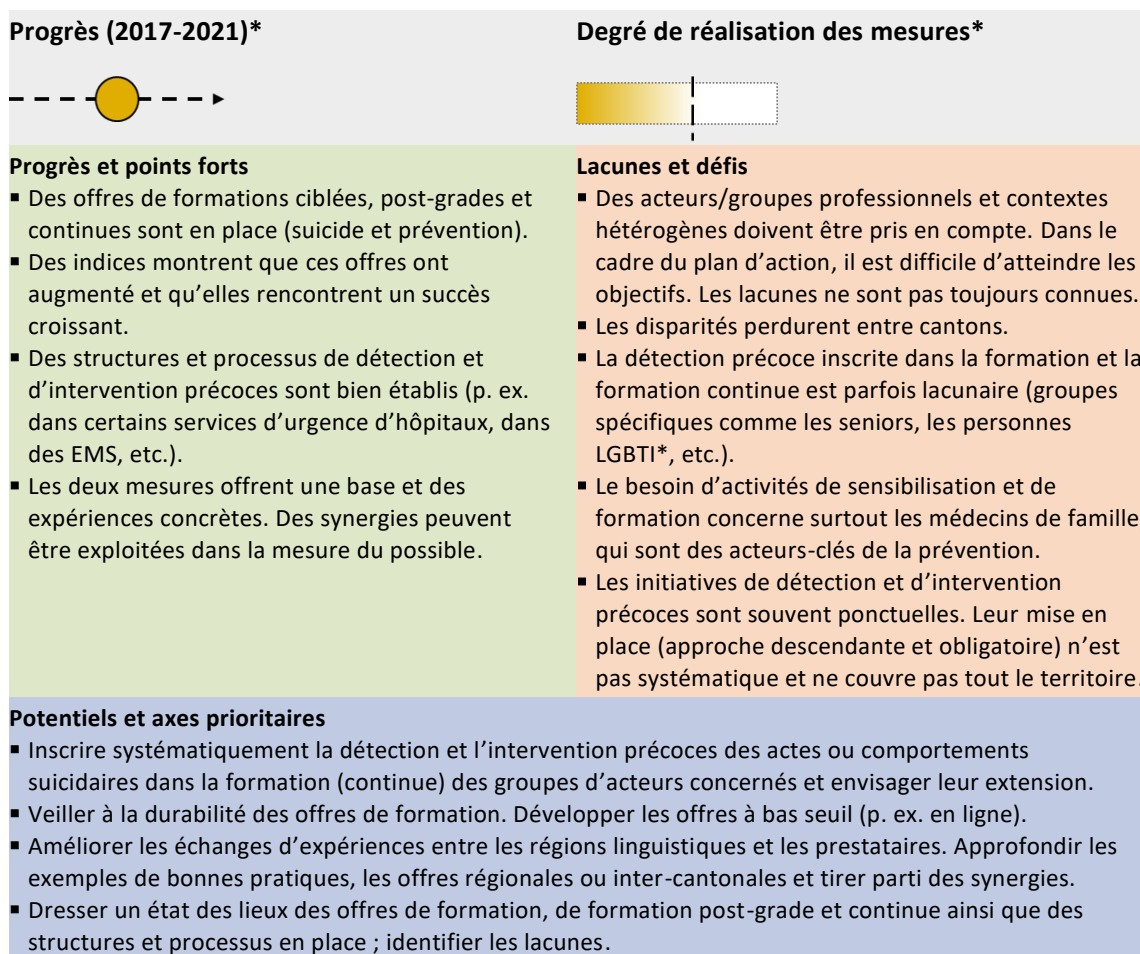 Progrès (2017-2021)*
Degré de réalisation des mesures*
Progrès et points forts
▪ Des offres de formations ciblées, post-grades et
continues sont en place (suicide et prévention).
▪ Des indices montrent que ces offres ont
augmenté et qu’elles rencontrent un succès
croissant.
▪ Des structures et processus de détection et
d’intervention précoces sont bien établis (p. ex.
dans certains services d’urgence d’hôpitaux, dans
des EMS, etc.).
▪ Les deux mesures offrent une base et des
expériences concrètes. Des synergies peuvent
être exploitées dans la mesure du possible.
Lacunes et défis
▪ Des acteurs/groupes professionnels et contextes
hétérogènes doivent être pris en compte. Dans le
cadre du plan d’action, il est difficile d’atteindre les
objectifs. Les lacunes ne sont pas toujours connues.
▪ Les disparités perdurent entre cantons.
▪ La détection précoce inscrite dans la formation et la
formation continue est parfois lacunaire (groupes
spécifiques comme les seniors, les personnes
LGBTI*, etc.).
▪ Le besoin d’activités de sensibilisation et de
formation concerne surtout les médecins de famille
qui sont des acteurs-clés de la prévention.
▪ Les initiatives de détection et d’intervention
précoces sont souvent ponctuelles. Leur mise en
place (approche descendante et obligatoire) n’est
pas systématique et ne couvre pas tout le territoire.
Potentiels et axes prioritaires
▪ Inscrire systématiquement la détection et l’intervention précoces des actes ou comportements
suicidaires dans la formation (continue) des groupes d’acteurs concernés et envisager leur extension.
▪ Veiller à la durabilité des offres de formation. Développer les offres à bas seuil (p. ex. en ligne).
▪ Améliorer les échanges d’expériences entre les régions linguistiques et les prestataires. Approfondir les
exemples de bonnes pratiques, les offres régionales ou inter-cantonales et tirer parti des synergies.
▪ Dresser un état des lieux des offres de formation, de formation post-grade et continue ainsi que des
structures et processus en place ; identifier les lacunes.